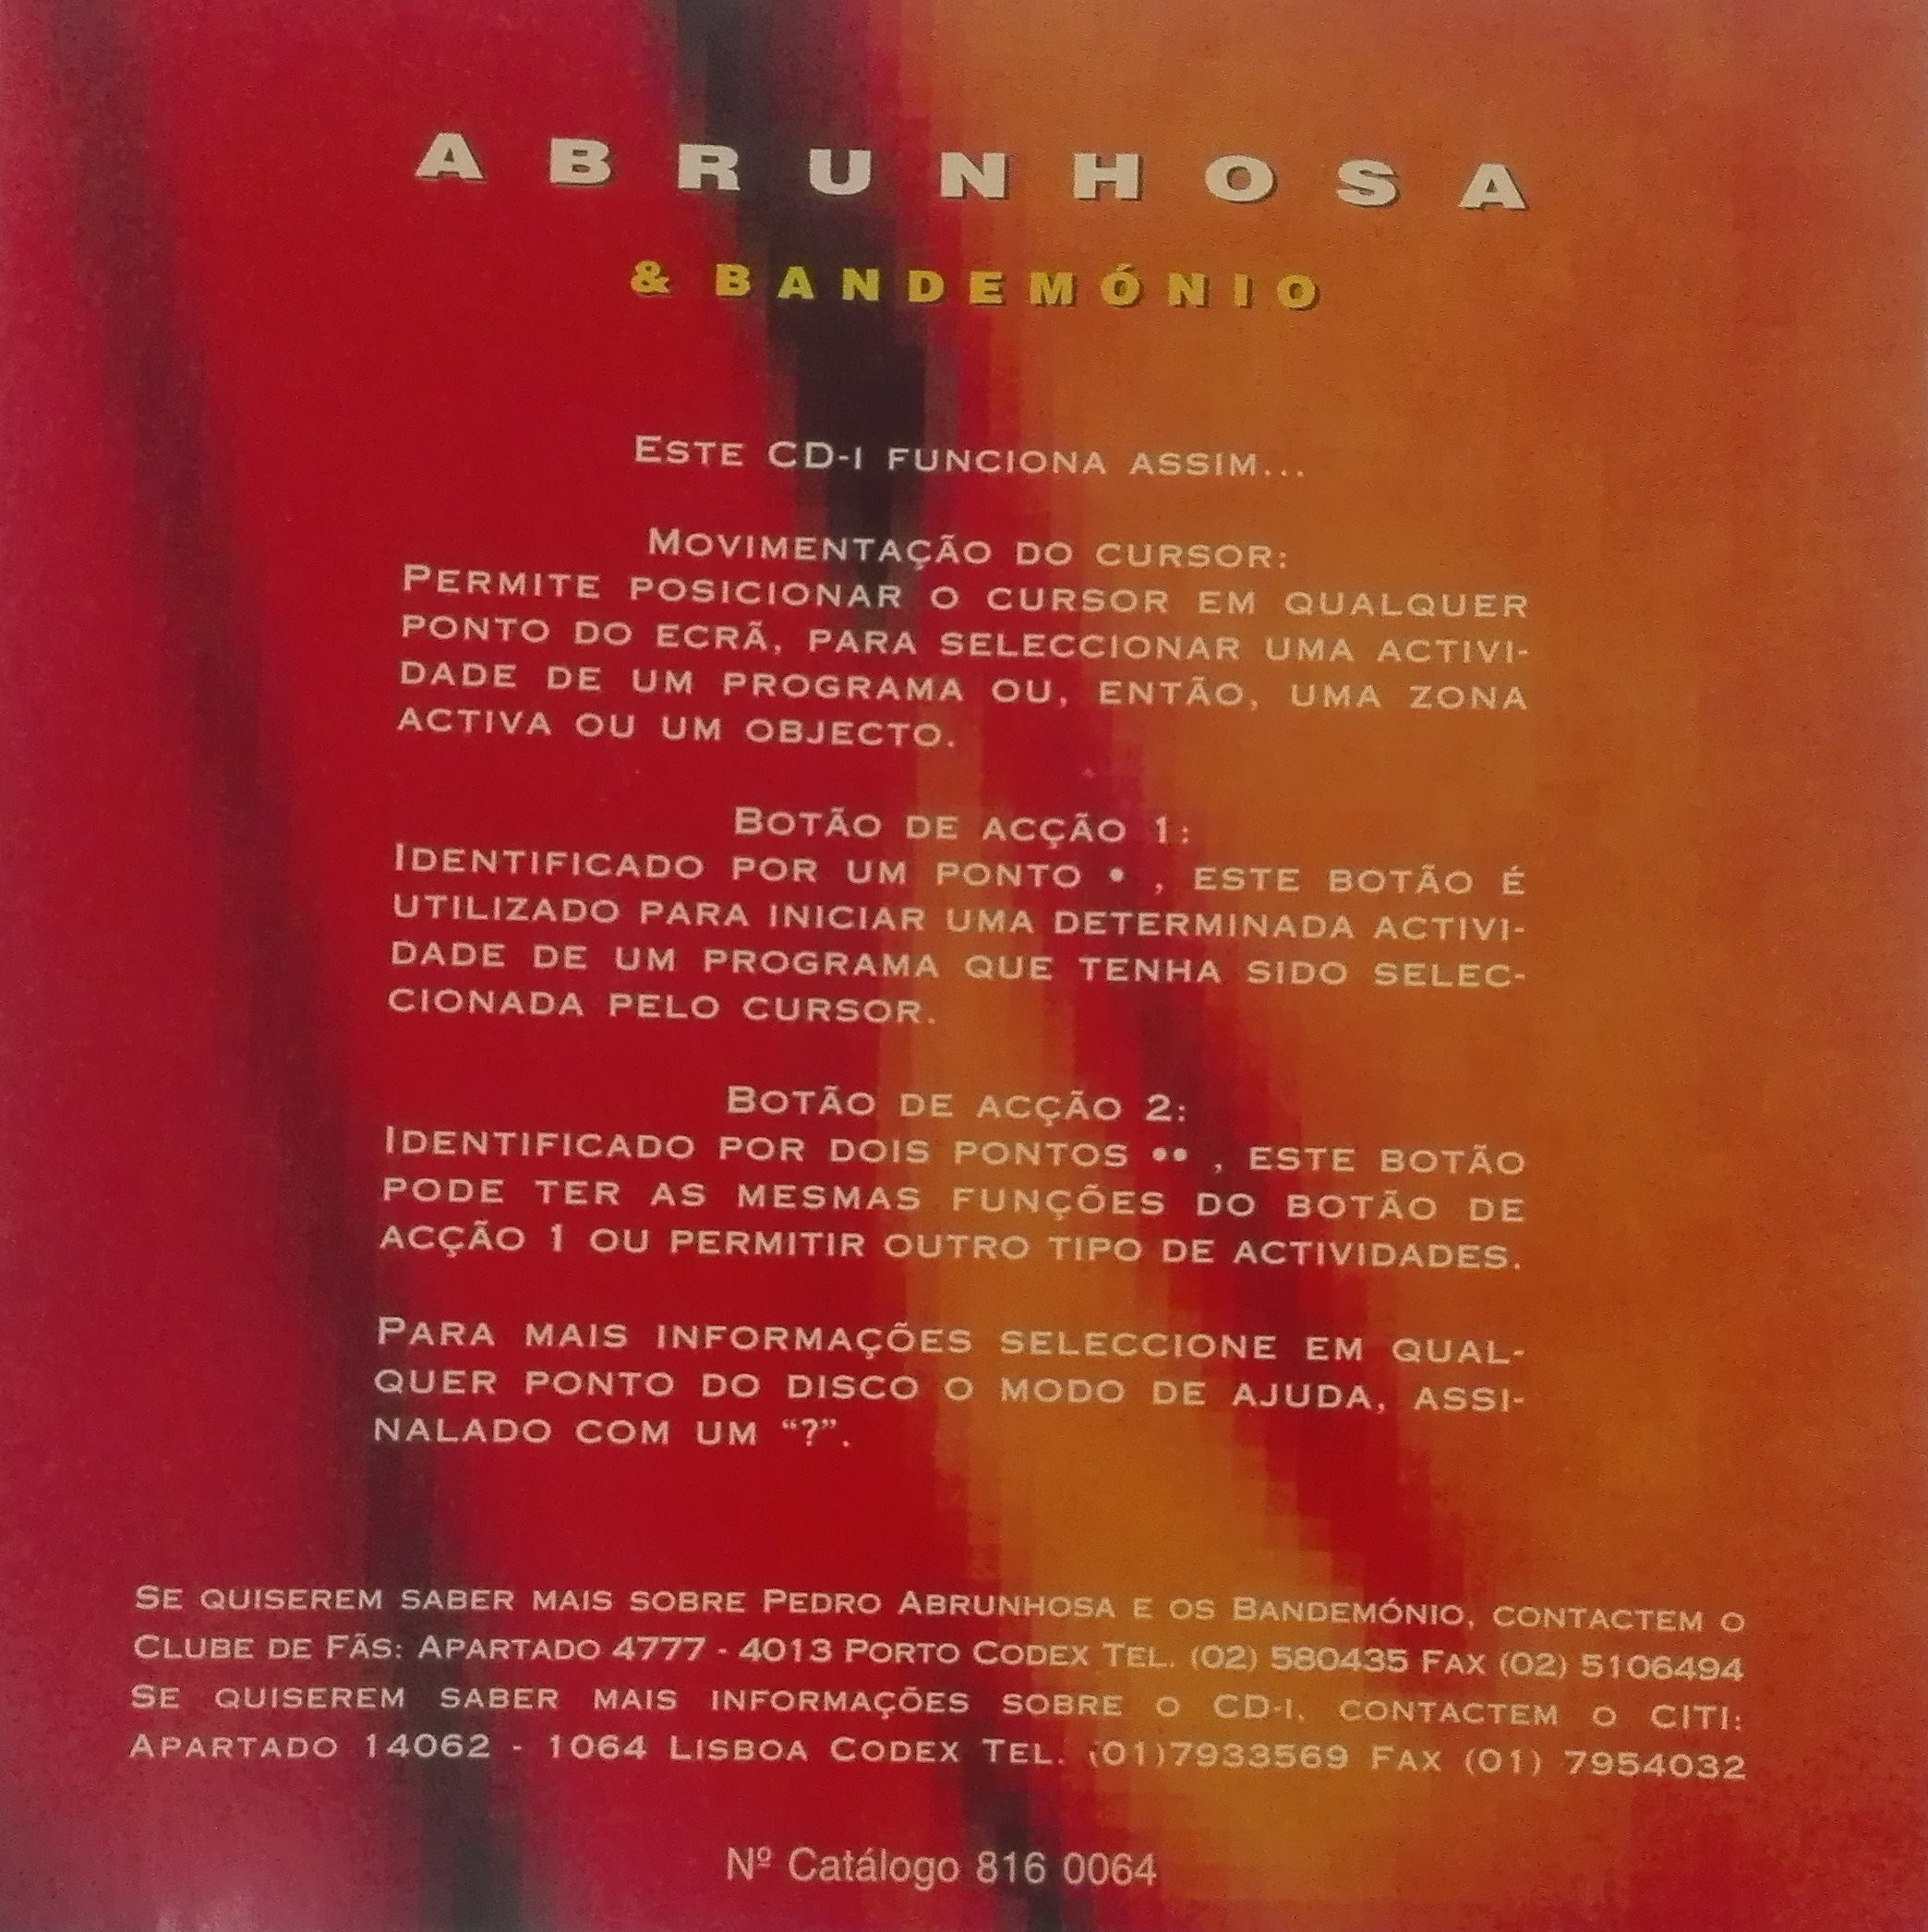 ABRUNHOSA
& BANDEMÓNIO
ESTE CD-I FUNCIONA ASSIM...
MOVIMENTAÇÃO DO CURSOR:
PERMITE POSICIONAR O CURSOR EM QUALQUER
PONTO DO ECRÃ, PARA SELECCIONAR UMA ACTIVI-
DADE DE UM PROGRAMA OU, ENTÃO, UMA ZONA
ACTIVA OU UM OBJECTO.
BOTÃO DE ACÇÃO 1:
IDENTIFICADO POR UM PONTO • , ESTE BOTÃO É
UTILIZADO PARA INICIAR UMA DETERMINADA ACTIVI-
DADE DE UM PROGRAMA QUE TENHA SIDO SELEC-
CIONADA PELO CURSOR.
BOTÃO DE ACÇÃO 2:
IDENTIFICADO POR DOIS PONTOS •• , ESTE BOTÃO
PODE TER AS MESMAS FUNÇÕES DO BOTÃO DE
ACÇÃO 1 OU PERMITIR OUTRO TIPO DE ACTIVIDADES.
PARA MAIS INFORMAÇÕES SELECCIONE EM QUAL-
QUER PONTO DO DISCO O MODO DE AJUDA, ASSI-
NALADO COM UM “?”.
SE QUISEREM SABER MAIS SOBRE PEDRO ABRUNHOSA E OS BANDEMÓNIO, CONTACTEM O
CLUBE DE FÃS: APARTADO 4777 - 4013 PORTO CODEX TEL. (02) 580435 FAX (02) 5106494
SE QUISEREM SABER MAIS INFORMAÇÕES SOBRE O CD-I, CONTACTEM O CITI:
APARTADO 14062 - 1064 LISBOA CODEX TEL. (01)7933569 FAX (01) 7954032
Nº Catálogo 816 0064